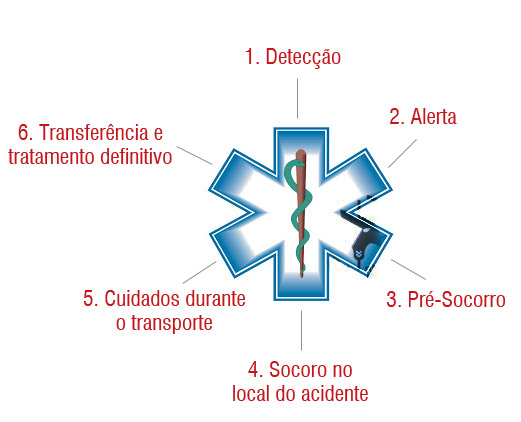 1. Detecção
2. Alerta
3. Pré-Socorro
4. Socoro no
local do acidente
5. Cuidados durante
o transporte
6. Transferência e
tratamento definitivo